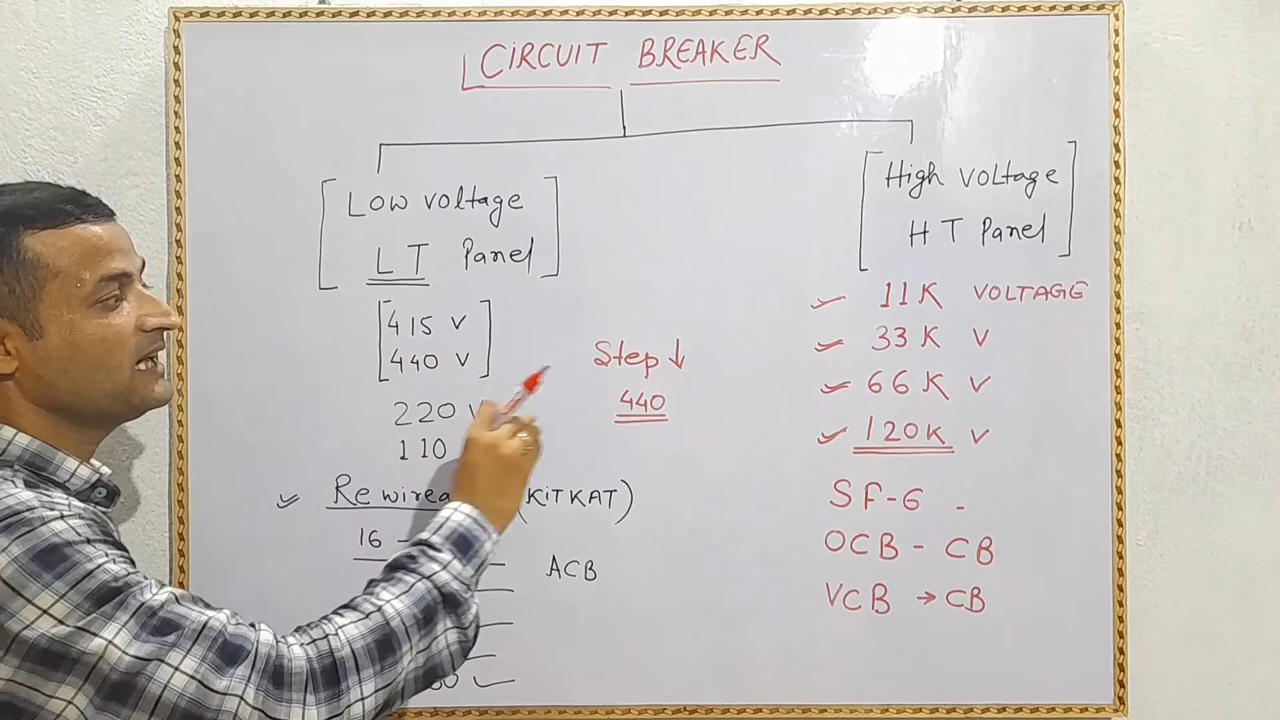 CIRCUIT BREAKER
Low voltage
LT Panel
415 V
440 V
220 V
110
Rewirea
(KiTKAT)
16 -
ACB
Step ↓
440
High voltage
HT Panel
11K VOLTAGE
33K V
66K V
120K V
SF-6 -
OCB - CB
VCB → CB